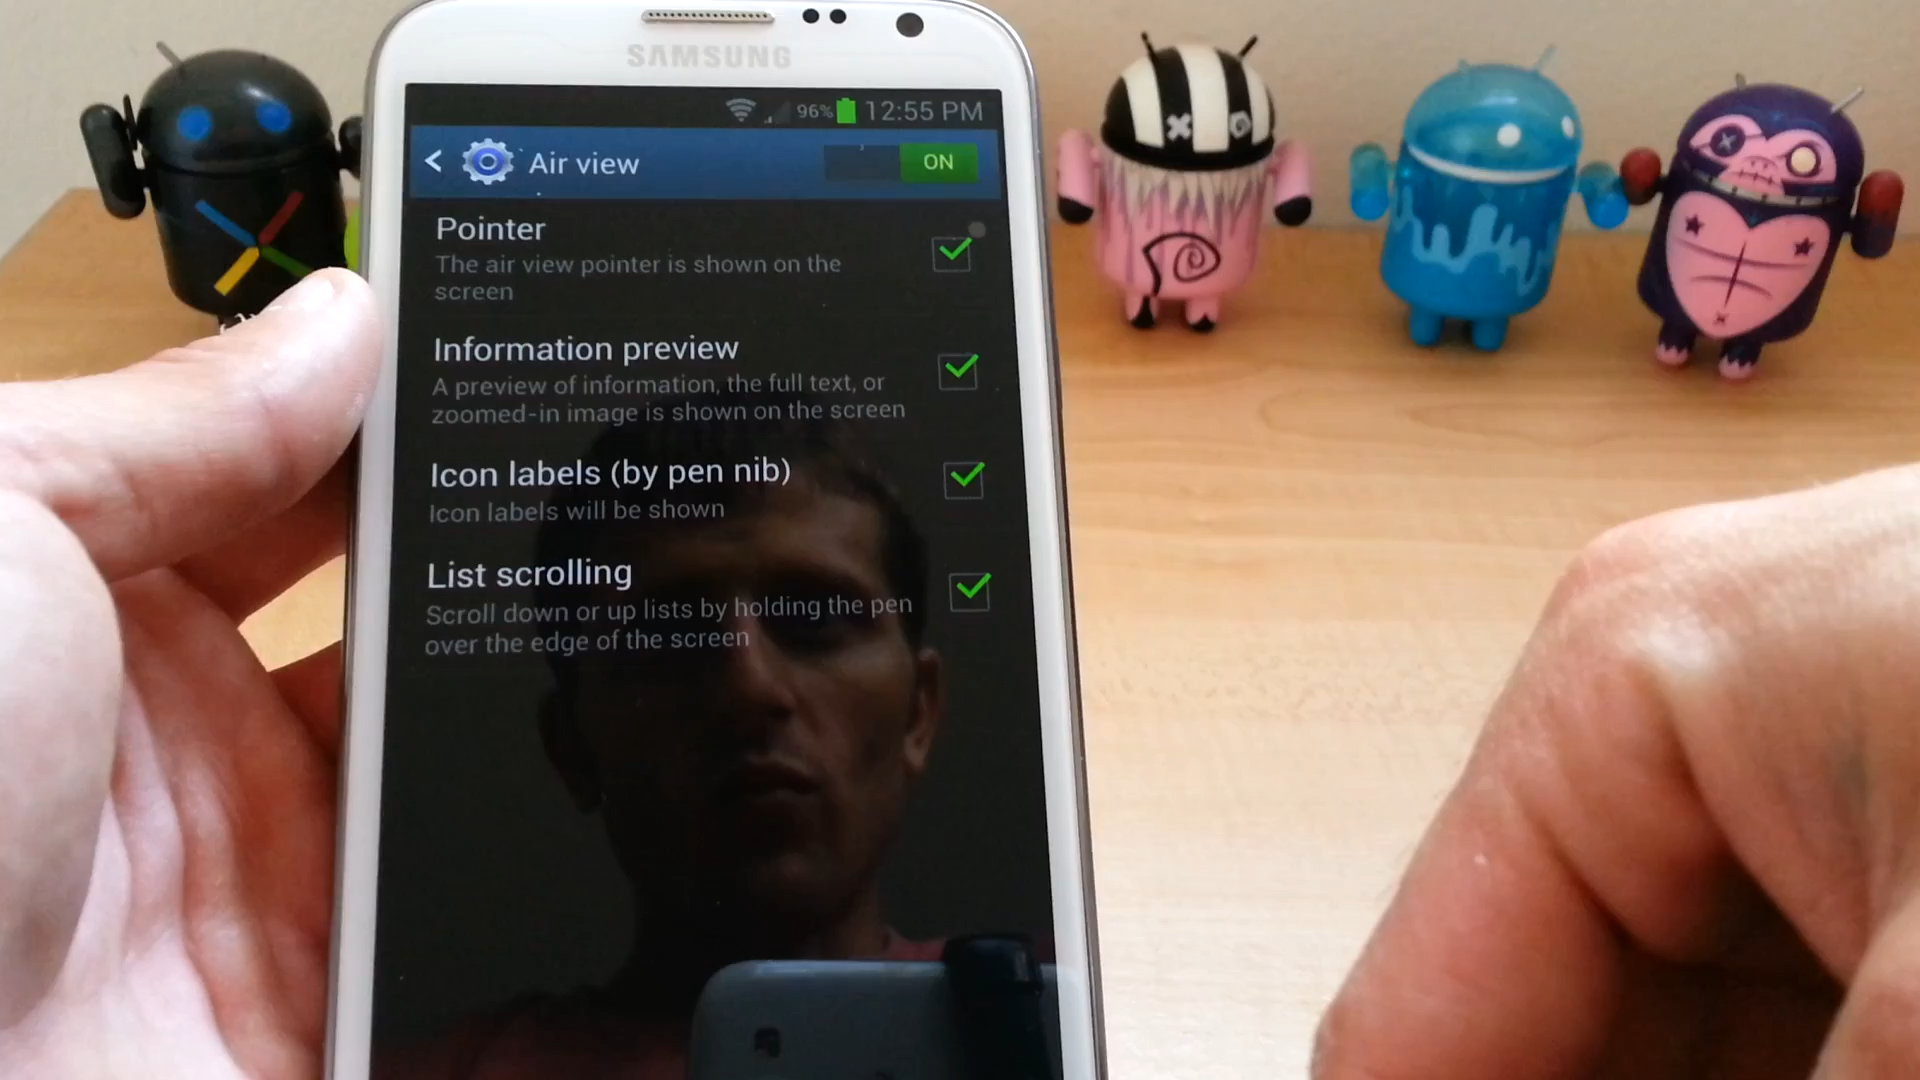 SAMSUNG
96% 12:55 PM
< Air view ON
Pointer
The air view pointer is shown on the
screen
Information preview
A preview of information, the full text, or
zoomed-in image is shown on the screen
Icon labels (by pen nib)
Icon labels will be shown
List scrolling
Scroll down or up lists by holding the pen
over the edge of the screen